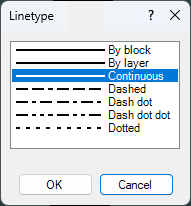 Linetype ? ×
By block
By layer
Continuous
Dashed
Dash dot
Dash dot dot
Dotted
OK Cancel